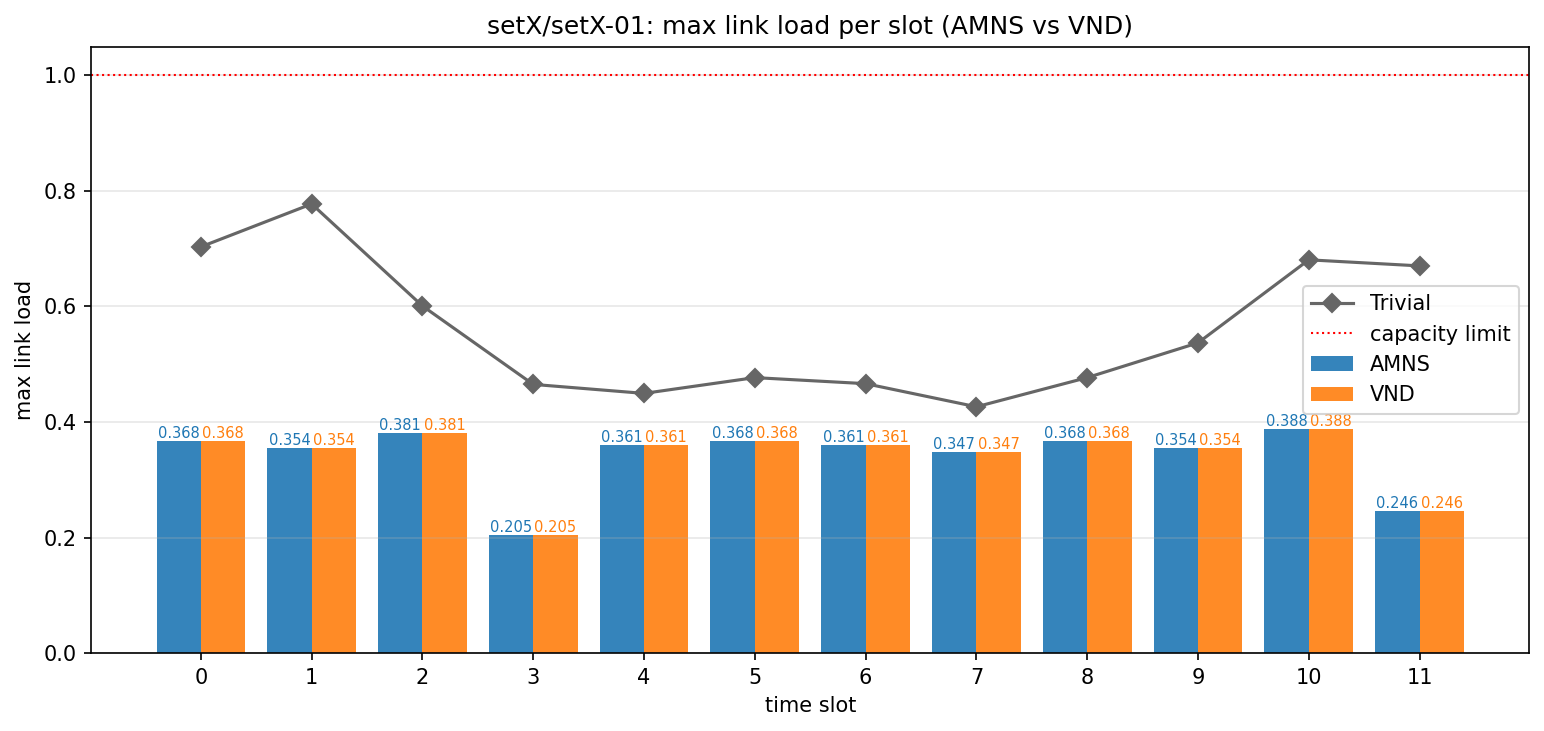 setX/setX-01: max link load per slot (AMNS vs VND)
max link load
1.0
0.8
0.6
0.4
0.2
0.0
Trivial
capacity limit
AMNS
VND
0.368 0.368 0.354 0.354 0.381 0.381 0.205 0.205 0.361 0.361 0.368 0.368 0.361 0.361 0.347 0.347 0.368 0.368 0.354 0.354 0.388 0.388 0.246 0.246
0 1 2 3 4 5 6 7 8 9 10 11
time slot